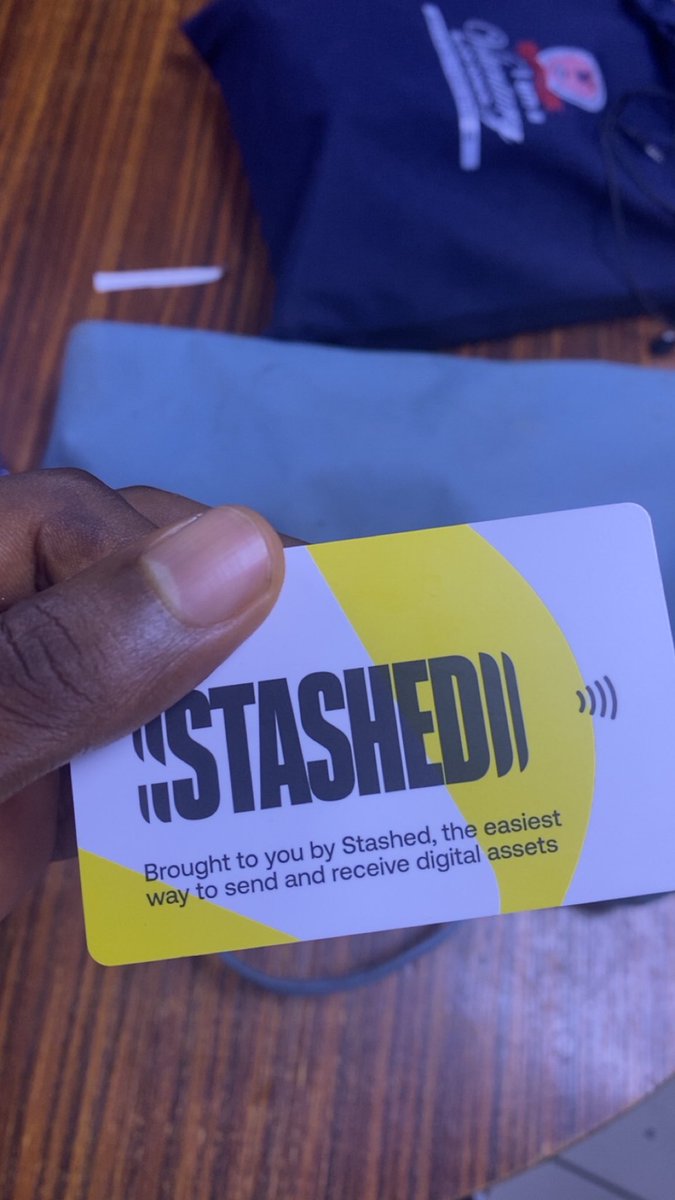 STASHED
Brought to you by Stashed, the easiest
way to send and receive digital assets